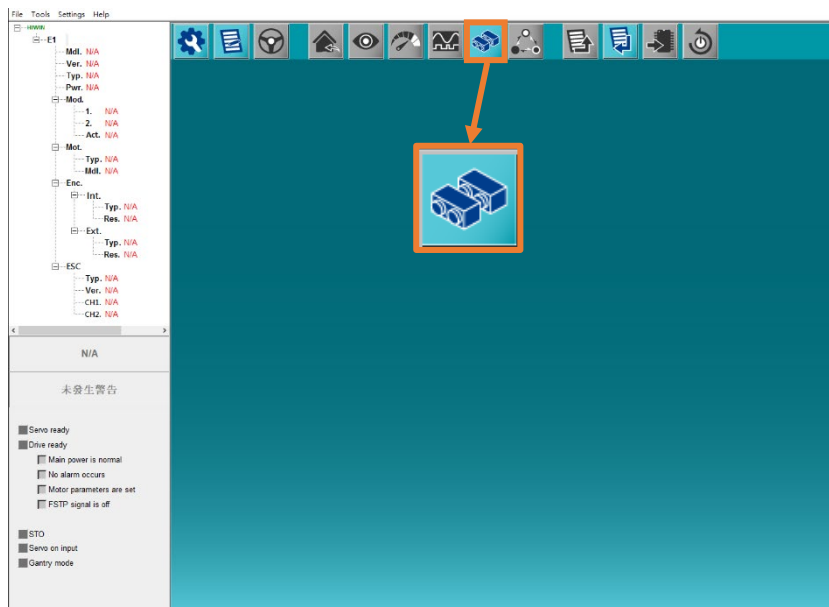 File Tools Settings Help
HIWIN
E1
Mdl. N/A
Ver. N/A
Typ. N/A
Pwr. N/A
Mod.
1. N/A
2. N/A
Act. N/A
Mot.
Typ. N/A
Mdl. N/A
Enc.
Int.
Typ. N/A
Res. N/A
Ext.
Typ. N/A
Res. N/A
ESC
Typ. N/A
Ver. N/A
CH1. N/A
CH2. N/A
N/A
未發生警告
Servo ready
Drive ready
Main power is normal
No alarm occurs
Motor parameters are set
FSTP signal is off
STO
Servo on input
Gantry mode